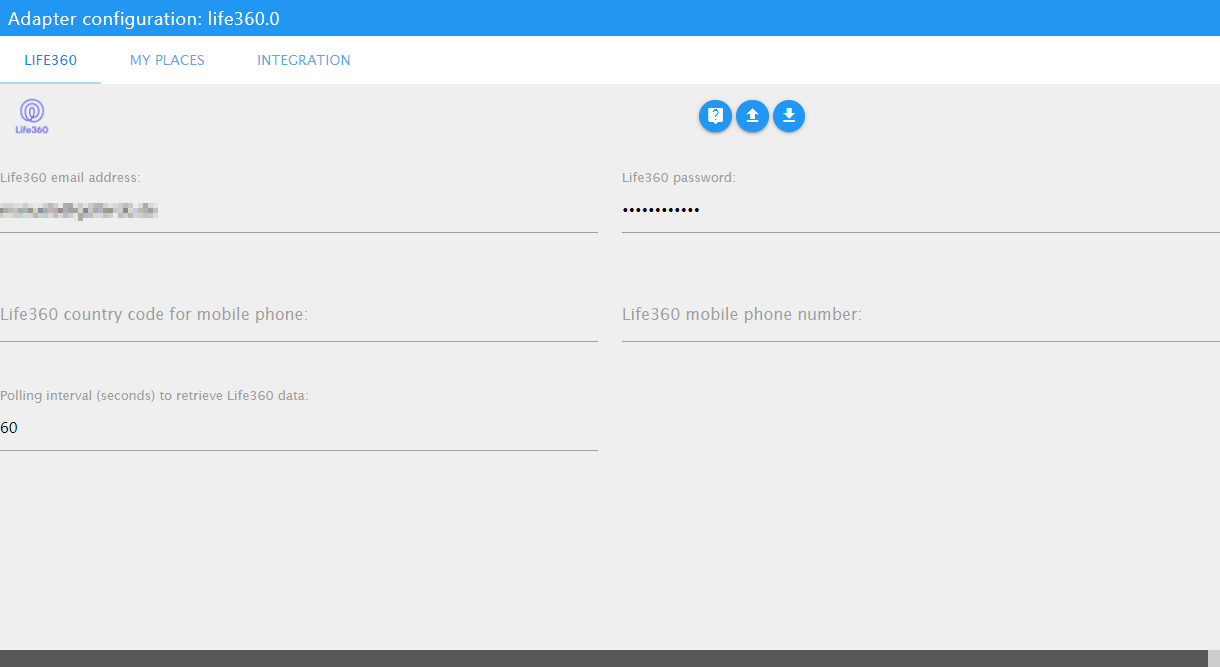 Adapter configuration: life360.0
LIFE360 MY PLACES INTEGRATION
Life360
Life360 email address: Life360 password:
••••••••••••
Life360 country code for mobile phone: Life360 mobile phone number:
Polling interval (seconds) to retrieve Life360 data:
60